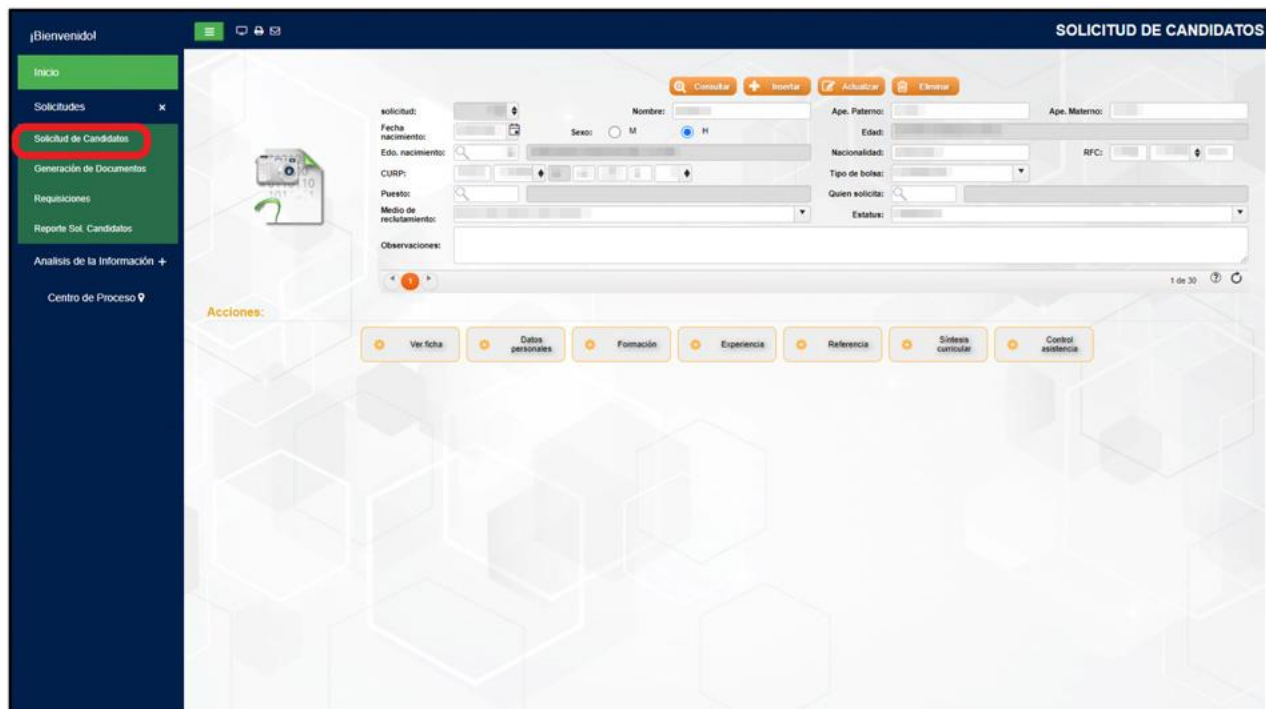 ¡Bienvenido!
SOLICITUD DE CANDIDATOS
Inicio
Solicitudes ×
Solicitud de Candidatos
Generación de Documentos
Requisiciones
Reporte Sol. Candidatos
Analisis de la Información +
Centro de Proceso
Consultar Insertar Actualizar Eliminar
solicitud: Nombre: Ape. Paterno: Ape. Materno:
Fecha nacimiento: Sexo: M H Edad:
Edo. nacimiento: Nacionalidad: RFC:
CURP: Tipo de bolsa:
Puesto: Quien solicita:
Medio de reclutamiento: Estatus:
Observaciones:
1 1 de 30
Acciones:
Ver ficha Datos personales Formación Experiencia Referencia Síntesis curricular Control asistencia